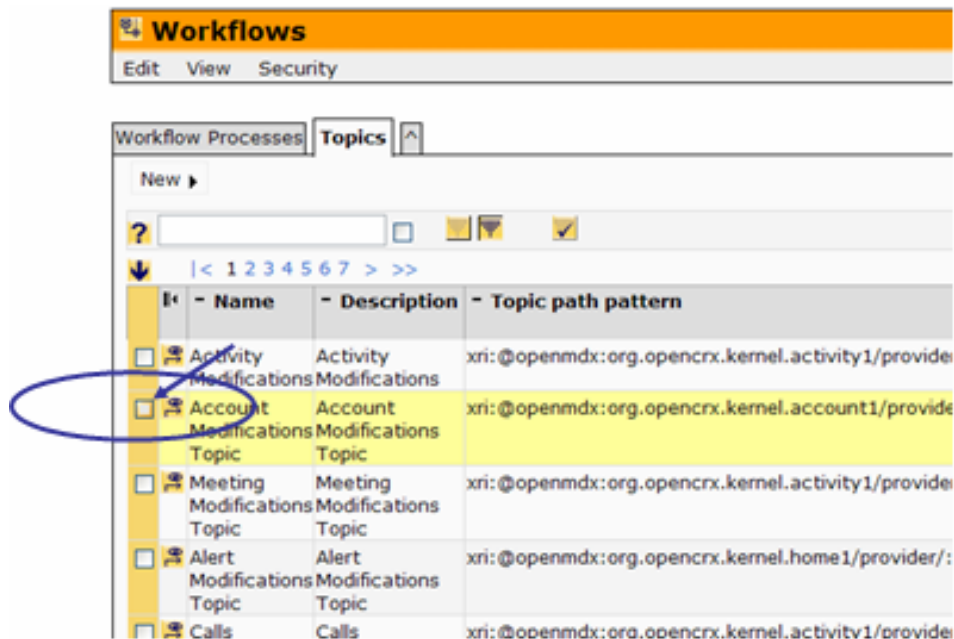 Workflows
Edit View Security
Workflow Processes Topics ^
New
?
|< 1 2 3 4 5 6 7 > >>
- Name - Description - Topic path pattern
Activity Activity xri:@openmdx:org.opencrx.kernel.activity1/provider
Modifications Modifications
Account Account xri:@openmdx:org.opencrx.kernel.account1/provide
Modifications Modifications
Topic Topic
Meeting Meeting xri:@openmdx:org.opencrx.kernel.activity1/provide
Modifications Modifications
Topic Topic
Alert Alert xri:@openmdx:org.opencrx.kernel.home1/provider/:
Modifications Modifications
Topic Topic
Calls Calls xri:@openmdx:org.opencrx.kernel.activity1/provide